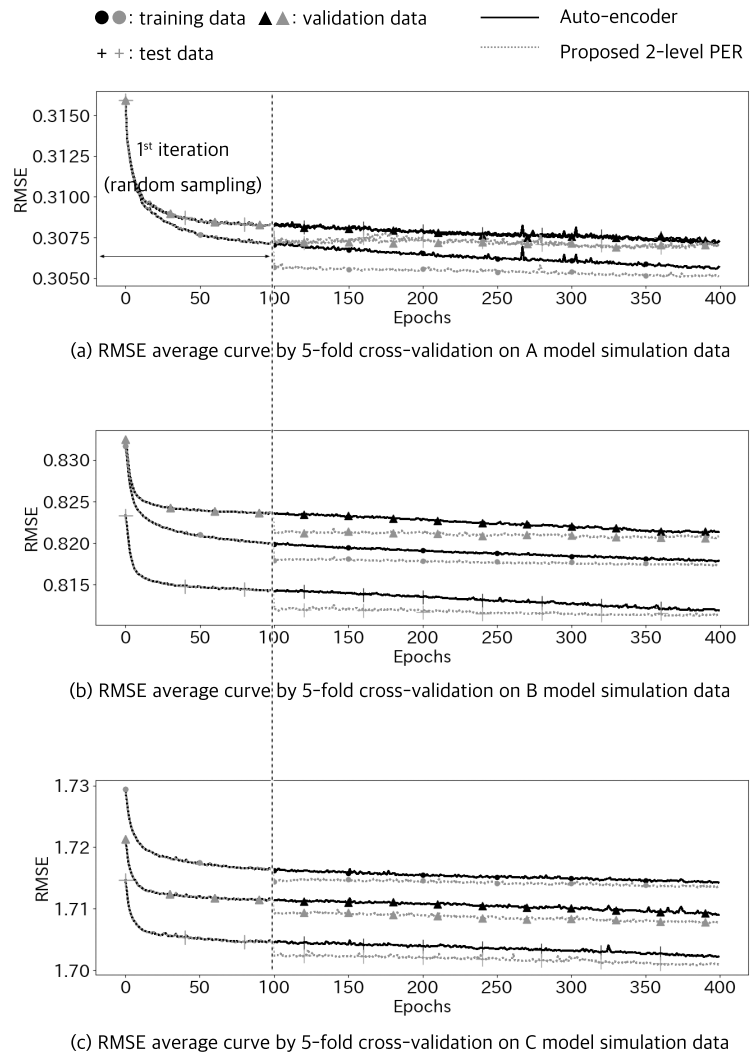 : training data
: validation data
Auto-encoder
: test data
Proposed 2-level PER
0.3150
0.3125
0.3100
0.3075
0.3050
RMSE
1st iteration
(random sampling)
0 50 100 150 200 250 300 350 400
Epochs
(a) RMSE average curve by 5-fold cross-validation on A model simulation data
0.830
0.825
0.820
0.815
RMSE
0 50 100 150 200 250 300 350 400
Epochs
(b) RMSE average curve by 5-fold cross-validation on B model simulation data
1.73
1.72
1.71
1.70
RMSE
0 50 100 150 200 250 300 350 400
Epochs
(c) RMSE average curve by 5-fold cross-validation on C model simulation data